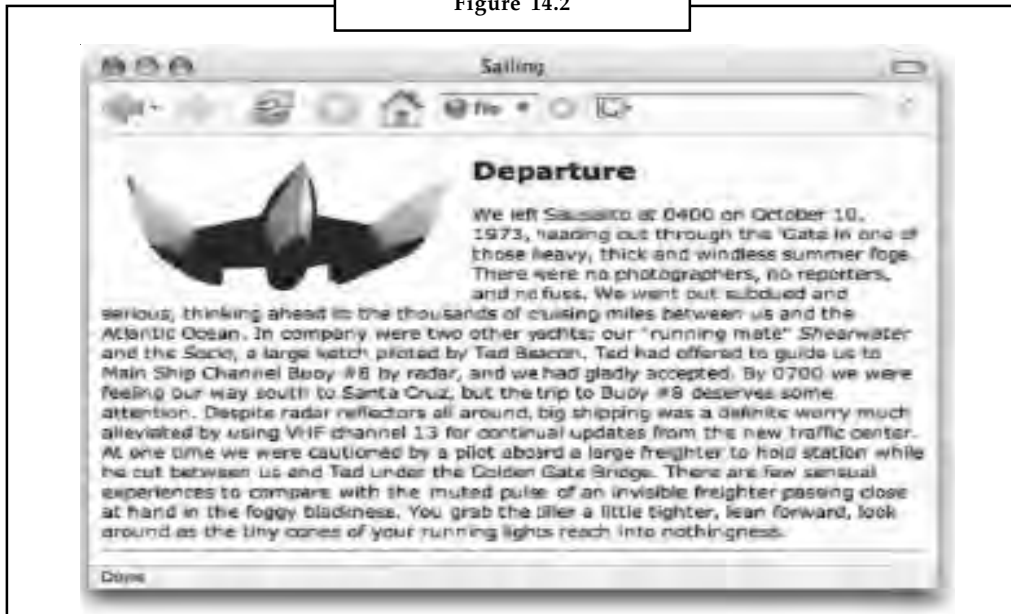 Figure 14.2
Sailing
file
Departure
We left Sausalito at 0400 on October 10,
1973, heading out through the 'Gate in one of
those heavy, thick and windless summer fogs.
There were no photographers, no reporters,
and no fuss. We went out subdued and
serious, thinking ahead to the thousands of cruising miles between us and the
Atlantic Ocean. In company were two other yachts: our "running mate" Shearwater
and the Socio, a large ketch piloted by Ted Beacon. Ted had offered to guide us to
Main Ship Channel Buoy #8 by radar, and we had gladly accepted. By 0700 we were
feeling our way south to Santa Cruz, but the trip to Buoy #8 deserves some
attention. Despite radar reflectors all around, big shipping was a definite worry much
alleviated by using VHF channel 13 for continual updates from the new traffic center.
At one time we were cautioned by a pilot aboard a large freighter to hold station while
he cut between us and Ted under the Golden Gate Bridge. There are few sensual
experiences to compare with the muted pulse of an invisible freighter passing close
at hand in the foggy blackness. You grab the tiller a little tighter, lean forward, look
around as the tiny cones of your running lights reach into nothingness.
Done